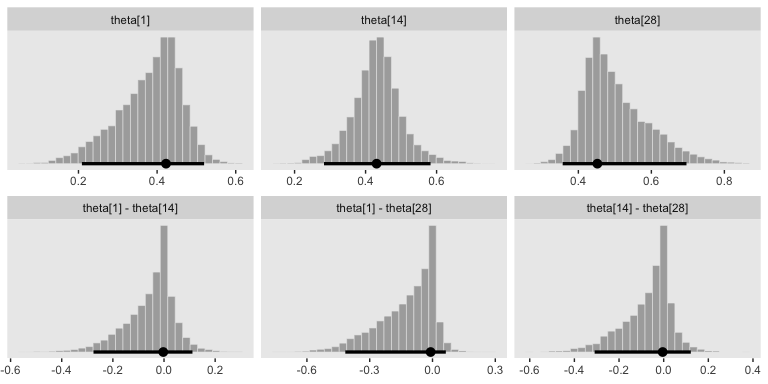 theta[1] theta[14] theta[28]
0.2 0.4 0.6 0.2 0.4 0.6 0.4 0.6 0.8
theta[1] - theta[14] theta[1] - theta[28] theta[14] - theta[28]
-0.6 -0.4 -0.2 0.0 0.2 -0.6 -0.3 0.0 0.3 -0.6 -0.4 -0.2 0.0 0.2 0.4